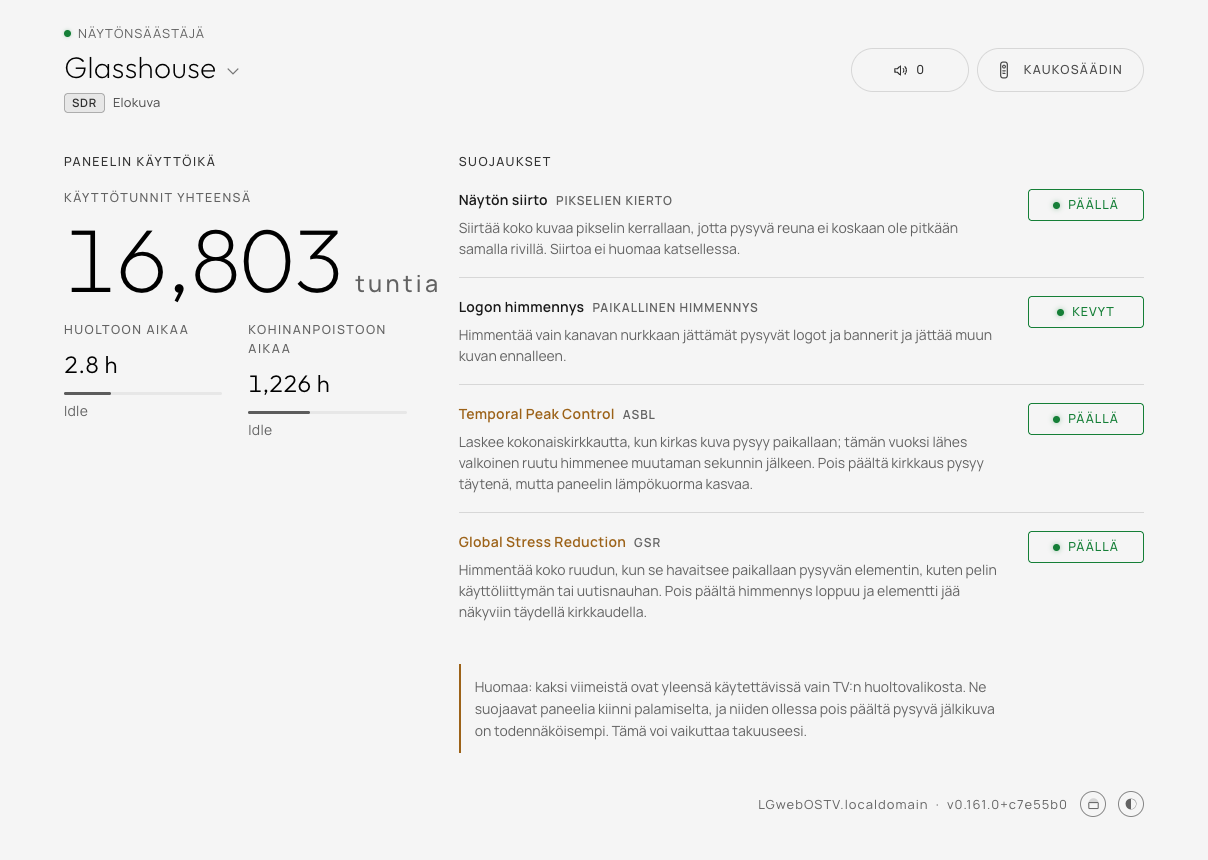 NÄYTÖNSÄÄSTÄJÄ
Glasshouse
SDR Elokuva
0
KAUKOSÄÄDIN
PANEELIN KÄYTTÖIKÄ
KÄYTTÖTUNNIT YHTEENSÄ
16,803 tuntia
HUOLTOON AIKAA
2.8 h
Idle
KOHINANPOISTOON
AIKAA
1,226 h
Idle
SUOJAUKSET
Näytön siirto PIKSELIEN KIERTO
PÄÄLLÄ
Siirtää koko kuvaa pikselin kerrallaan, jotta pysyvä reuna ei koskaan ole pitkään
samalla rivillä. Siirtoa ei huomaa katsellessa.
Logon himmennys PAIKALLINEN HIMMENNYS
KEVYT
Himmentää vain kanavan nurkkaan jättämät pysyvät logot ja bannerit ja jättää muun
kuvan ennalleen.
Temporal Peak Control ASBL
PÄÄLLÄ
Laskee kokonaiskirkkautta, kun kirkas kuva pysyy paikallaan; tämän vuoksi lähes
valkoinen ruutu himmenee muutaman sekunnin jälkeen. Pois päältä kirkkaus pysyy
täytenä, mutta paneelin lämpökuorma kasvaa.
Global Stress Reduction GSR
PÄÄLLÄ
Himmentää koko ruudun, kun se havaitsee paikallaan pysyvän elementin, kuten pelin
käyttöliittymän tai uutisnauhan. Pois päältä himmennys loppuu ja elementti jää
näkyviin täydellä kirkkaudella.
Huomaa: kaksi viimeistä ovat yleensä käytettävissä vain TV:n huoltovalikosta. Ne
suojaavat paneelia kiinni palamiselta, ja niiden ollessa pois päältä pysyvä jälkikuva
on todennäköisempi. Tämä voi vaikuttaa takuuseesi.
LGwebOSTV.localdomain · v0.161.0+c7e55b0